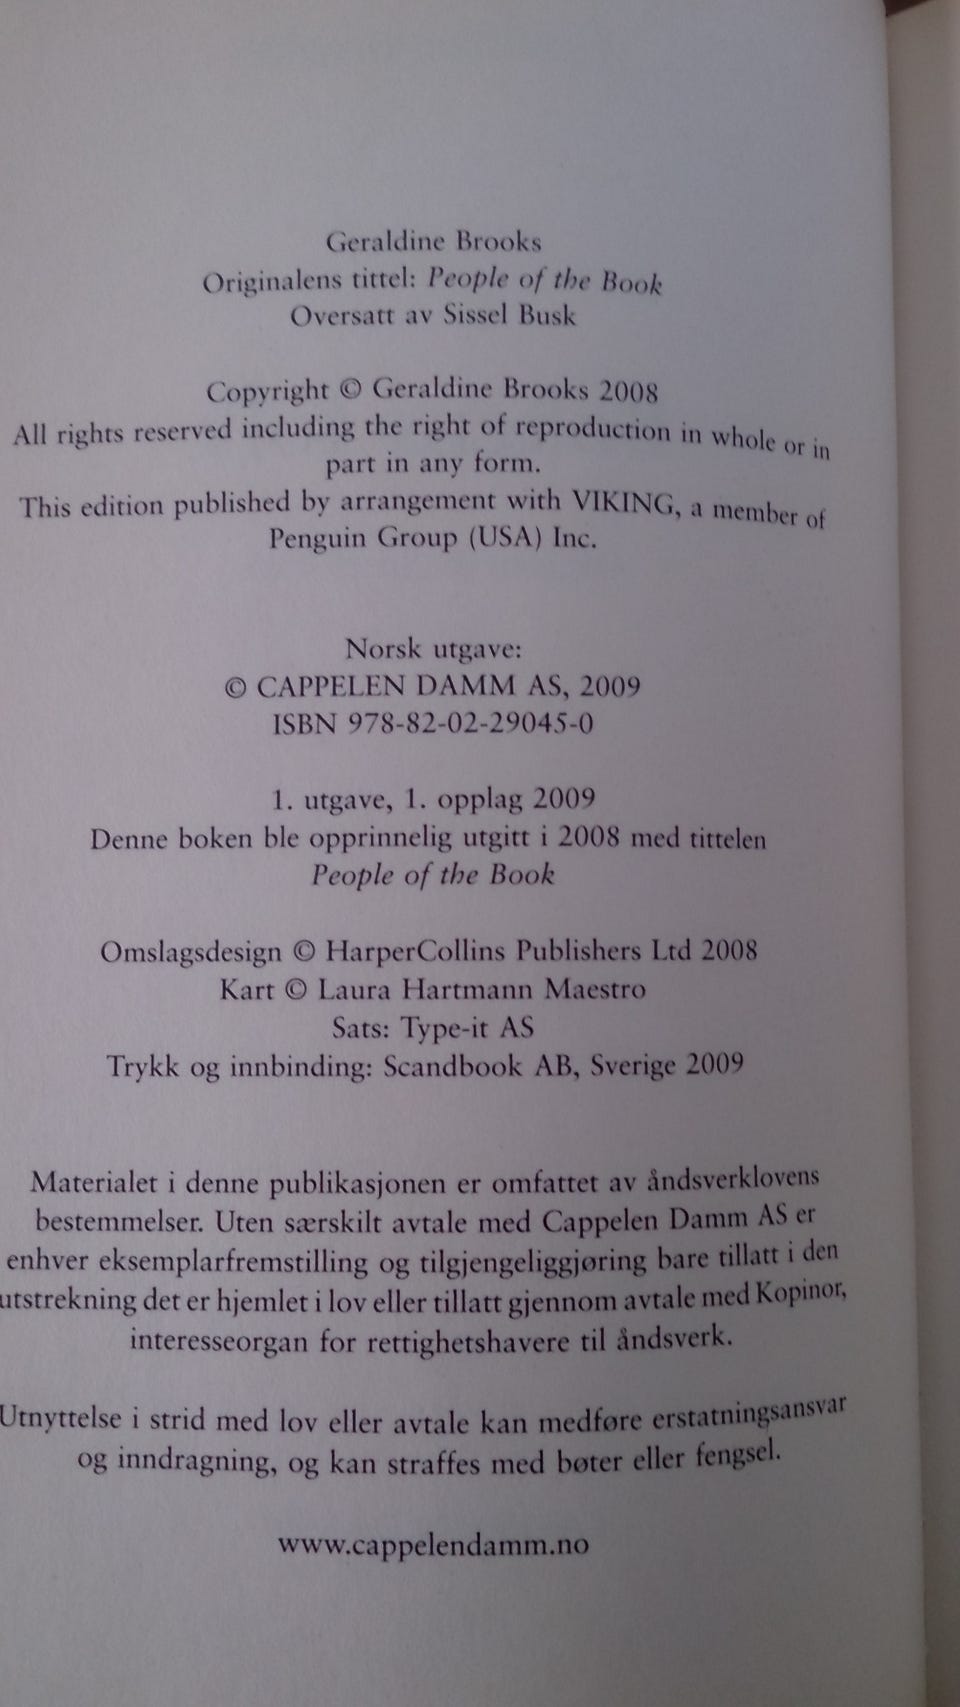 Geraldine Brooks
Originalens tittel: People of the Book
Oversatt av Sissel Busk
Copyright © Geraldine Brooks 2008
All rights reserved including the right of reproduction in whole or in
part in any form.
This edition published by arrangement with VIKING, a member of
Penguin Group (USA) Inc.
Norsk utgave:
© CAPPELEN DAMM AS, 2009
ISBN 978-82-02-29045-0
1. utgave, 1. opplag 2009
Denne boken ble opprinnelig utgitt i 2008 med tittelen
People of the Book
Omslagsdesign © HarperCollins Publishers Ltd 2008
Kart © Laura Hartmann Maestro
Sats: Type-it AS
Trykk og innbinding: Scandbook AB, Sverige 2009
Materialet i denne publikasjonen er omfattet av åndsverklovens
bestemmelser. Uten særskilt avtale med Cappelen Damm AS er
enhver eksemplarfremstilling og tilgjengeliggjøring bare tillatt i den
utstrekning det er hjemlet i lov eller tillatt gjennom avtale med Kopinor,
interesseorgan for rettighetshavere til åndsverk.
Utnyttelse i strid med lov eller avtale kan medføre erstatningsansvar
og inndragning, og kan straffes med bøter eller fengsel.
www.cappelendamm.no